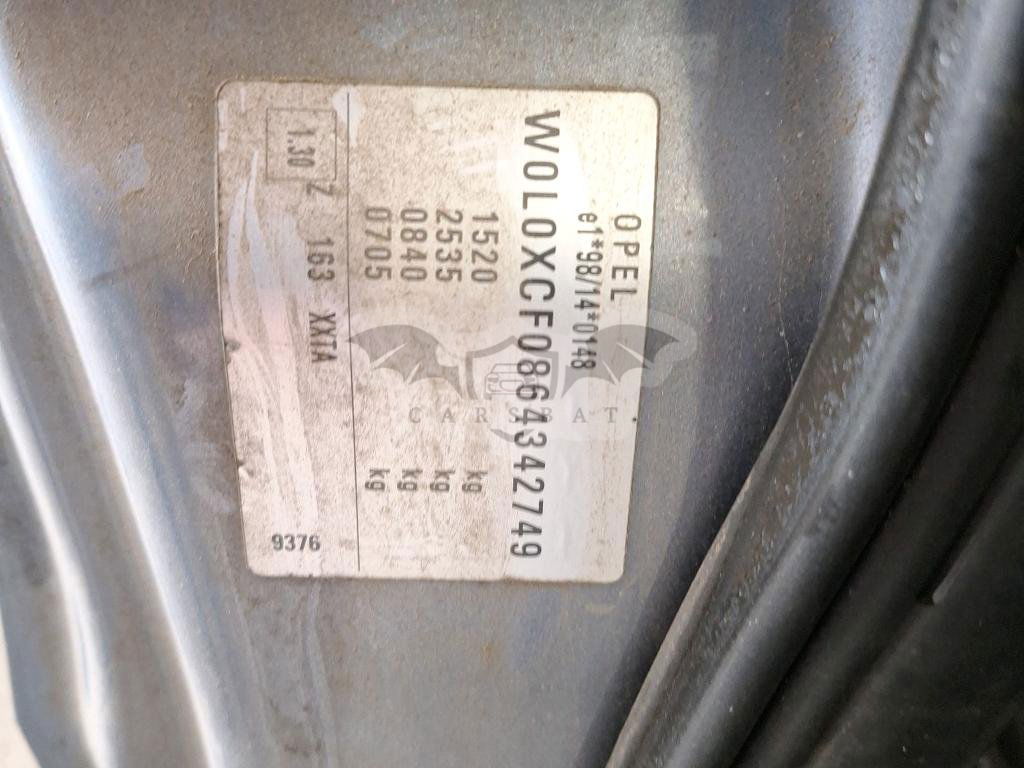 OPEL
e1*98/14*0148
W0L0XCF0864342749
1520 kg
2535 kg
0840 kg
0705 kg
Z 163 XXTA
1.30
9376
CARSBAT